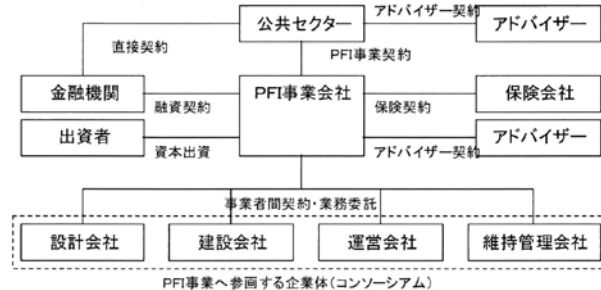 公共セクター
アドバイザー契約
アドバイザー
直接契約
PFI事業契約
金融機関
融資契約
PFI事業会社
保険契約
保険会社
出資者
資本出資
アドバイザー契約
アドバイザー
事業者間契約・業務委託
設計会社
建設会社
運営会社
維持管理会社
PFI事業へ参画する企業体(コンソーシアム)